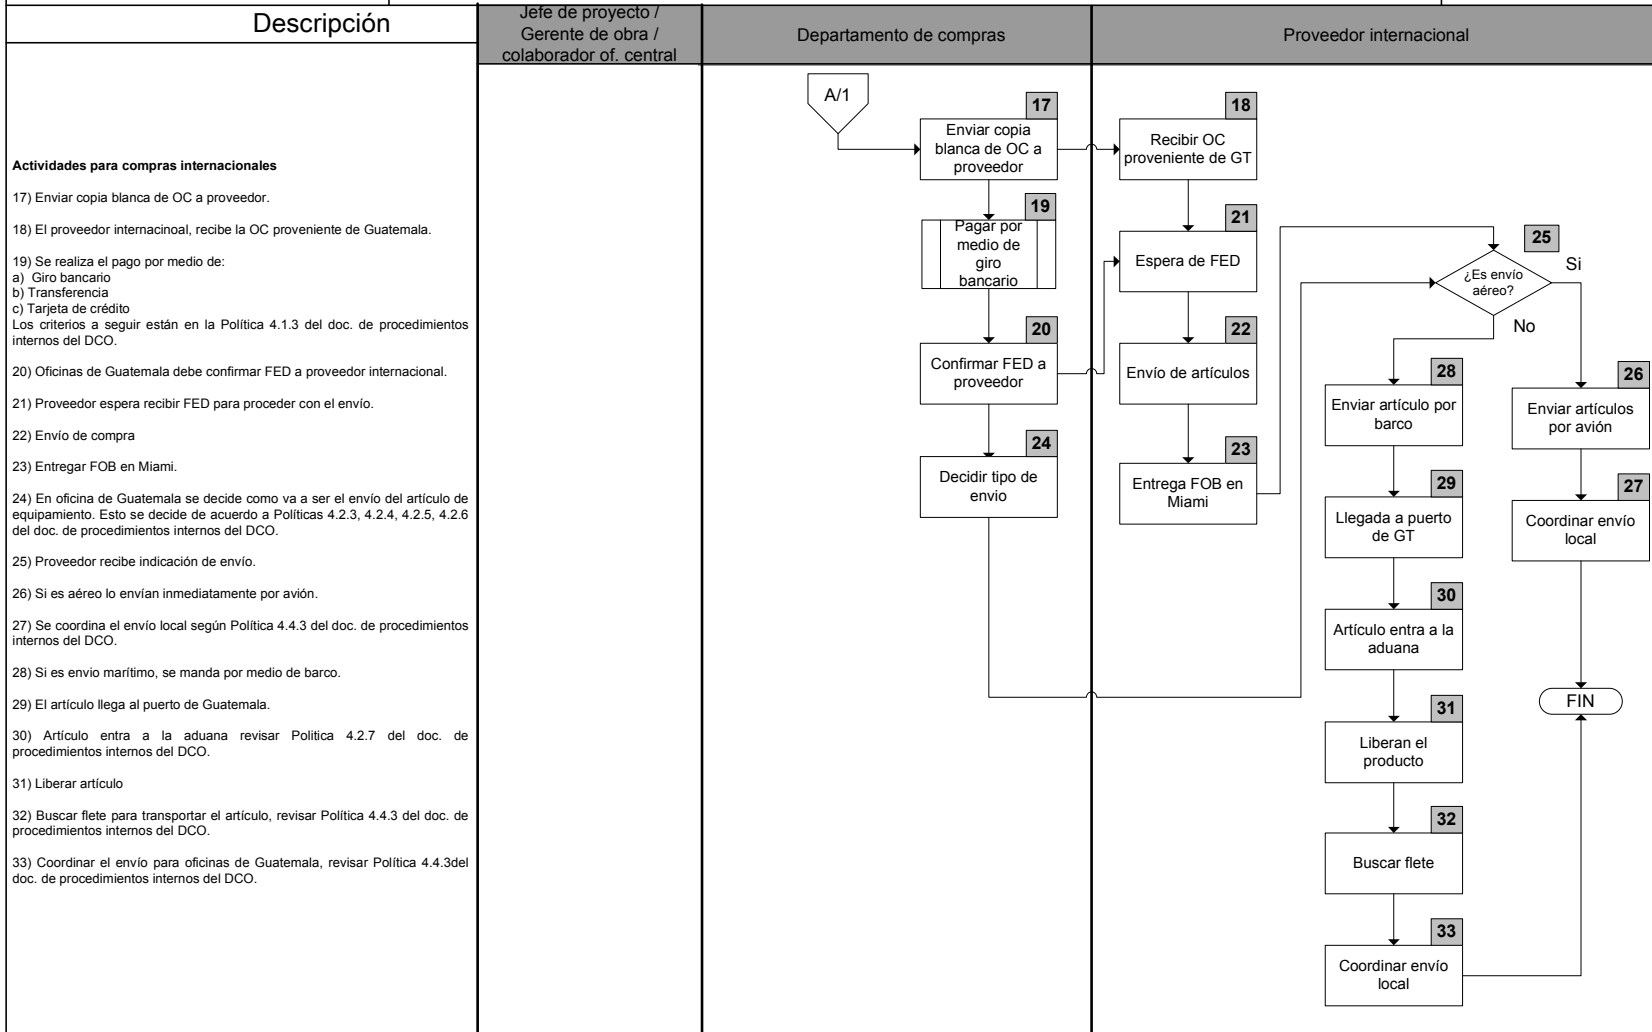 Descripción
Jefe de proyecto /
Gerente de obra /
colaborador of. central
Departamento de compras
Proveedor internacional
Actividades para compras internacionales
17) Enviar copia blanca de OC a proveedor.
18) El proveedor internacinoal, recibe la OC proveniente de Guatemala.
19) Se realiza el pago por medio de:
a) Giro bancario
b) Transferencia
c) Tarjeta de crédito
Los criterios a seguir están en la Política 4.1.3 del doc. de procedimientos
internos del DCO.
20) Oficinas de Guatemala debe confirmar FED a proveedor internacional.
21) Proveedor espera recibir FED para proceder con el envío.
22) Envío de compra
23) Entregar FOB en Miami.
24) En oficina de Guatemala se decide como va a ser el envío del artículo de
equipamiento. Esto se decide de acuerdo a Políticas 4.2.3, 4.2.4, 4.2.5, 4.2.6
del doc. de procedimientos internos del DCO.
25) Proveedor recibe indicación de envío.
26) Si es aéreo lo envían inmediatamente por avión.
27) Se coordina el envío local según Política 4.4.3 del doc. de procedimientos
internos del DCO.
28) Si es envio marítimo, se manda por medio de barco.
29) El artículo llega al puerto de Guatemala.
30) Artículo entra a la aduana revisar Politica 4.2.7 del doc. de
procedimientos internos del DCO.
31) Liberar artículo
32) Buscar flete para transportar el artículo, revisar Política 4.4.3 del doc. de
procedimientos internos del DCO.
33) Coordinar el envío para oficinas de Guatemala, revisar Política 4.4.3del
doc. de procedimientos internos del DCO.
A/1
17
Enviar copia
blanca de OC a
proveedor
18
Recibir OC
proveniente de GT
19
Pagar por
medio de
giro
bancario
21
Espera de FED
20
Confirmar FED a
proveedor
22
Envío de artículos
24
Decidir tipo de
envio
23
Entrega FOB en
Miami
25
¿Es envío
aéreo?
Si
No
28
Enviar artículo por
barco
26
Enviar artículos
por avión
29
Llegada a puerto
de GT
27
Coordinar envío
local
30
Artículo entra a la
aduana
31
Liberan el
producto
FIN
32
Buscar flete
33
Coordinar envío
local